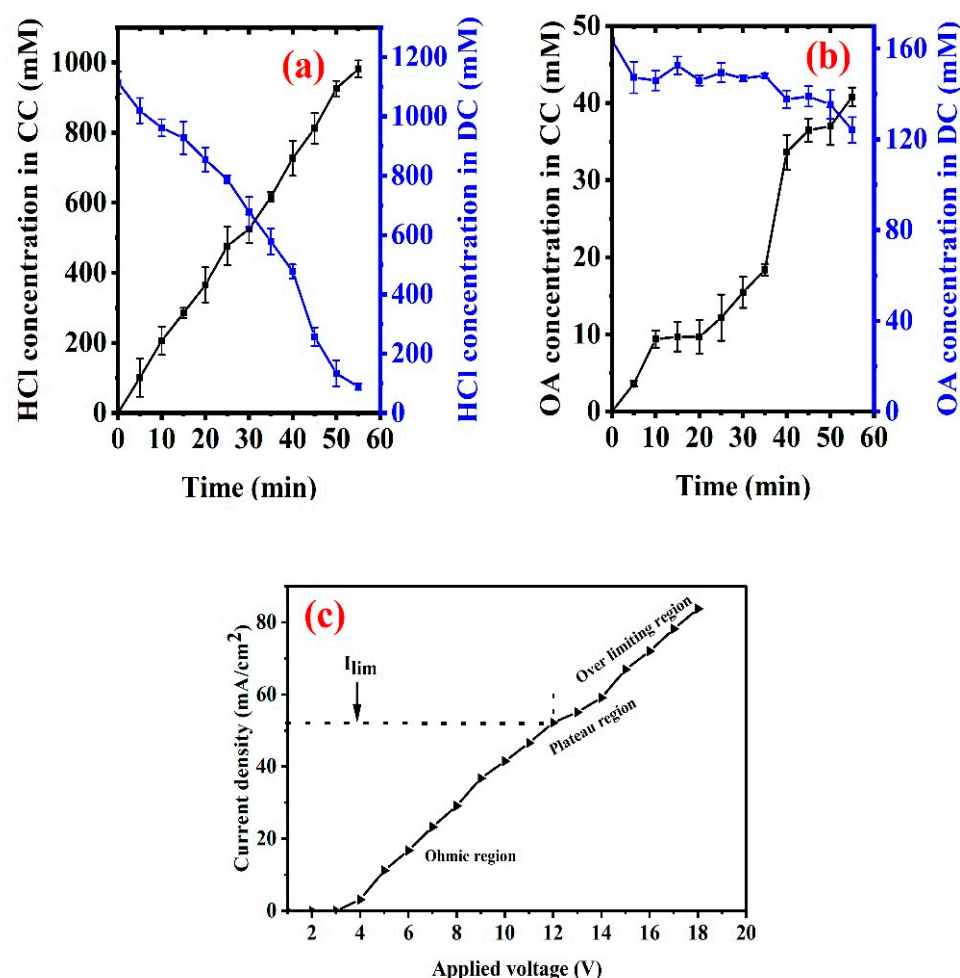 (a)
HCl concentration in CC (mM)
1000
800
600
400
200
0
HCl concentration in DC (mM)
1200
1000
800
600
400
200
0
0 10 20 30 40 50 60
Time (min)
(b)
OA concentration in CC (mM)
50
40
30
20
10
0
OA concentration in DC (mM)
160
120
80
40
0
0 10 20 30 40 50 60
Time (min)
(c)
Current density (mA/cm²)
80
60
40
20
0
Ilim
Over limiting region
Plateau region
Ohmic region
2 4 6 8 10 12 14 16 18 20
Applied voltage (V)